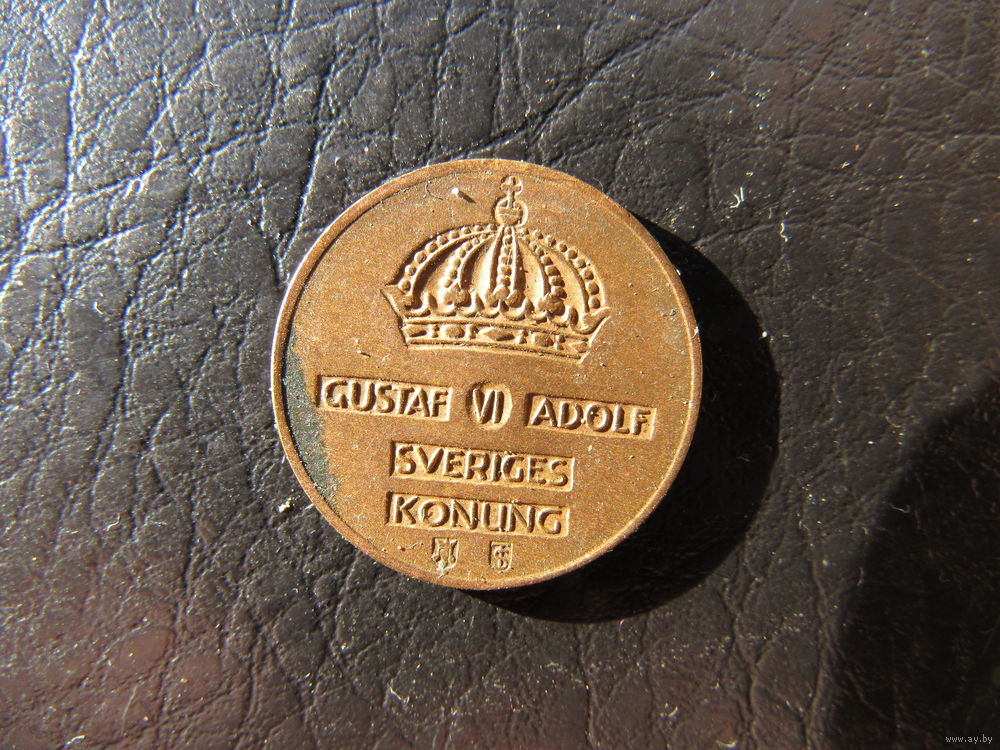 GUSTAF VI ADOLF
SVERIGES
KONUNG
www.ay.by